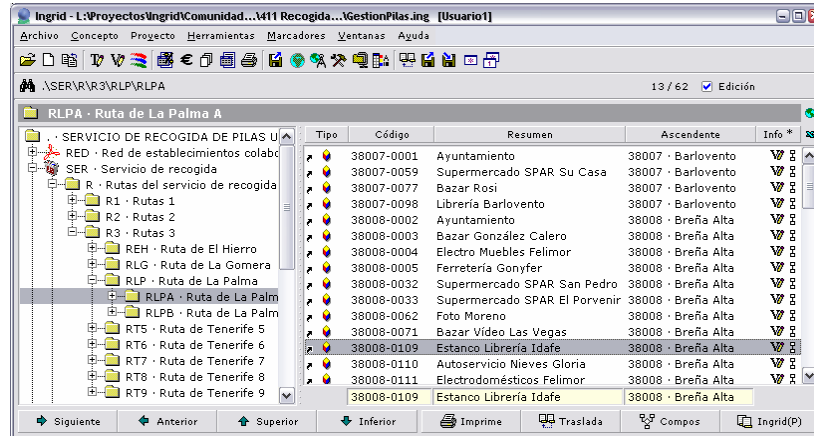 Ingrid - L:\Proyectos\Ingrid\Comunidad...\411 Recogida...\GestionPilas.ing [Usuario1]
Archivo Concepto Proyecto Herramientas Marcadores Ventanas Ayuda
.\SER\R\R3\RLP\RLPA 13 / 62 Edición
RLPA · Ruta de La Palma A
. · SERVICIO DE RECOGIDA DE PILAS U
RED · Red de establecimientos colabo
SER · Servicio de recogida
R · Rutas del servicio de recogida
R1 · Rutas 1
R2 · Rutas 2
R3 · Rutas 3
REH · Ruta de El Hierro
RLG · Ruta de La Gomera
RLP · Ruta de La Palma
RLPA · Ruta de La Palm
RLPB · Ruta de La Palm
RT5 · Ruta de Tenerife 5
RT6 · Ruta de Tenerife 6
RT7 · Ruta de Tenerife 7
RT8 · Ruta de Tenerife 8
RT9 · Ruta de Tenerife 9
Tipo Código Resumen Ascendente Info *
38007-0001 Ayuntamiento 38007 · Barlovento
38007-0059 Supermercado SPAR Su Casa 38007 · Barlovento
38007-0077 Bazar Rosi 38007 · Barlovento
38007-0098 Librería Barlovento 38007 · Barlovento
38008-0002 Ayuntamiento 38008 · Breña Alta
38008-0003 Bazar González Calero 38008 · Breña Alta
38008-0004 Electro Muebles Felimor 38008 · Breña Alta
38008-0005 Ferretería Gonyfer 38008 · Breña Alta
38008-0032 Supermercado SPAR San Pedro 38008 · Breña Alta
38008-0033 Supermercado SPAR El Porvenir 38008 · Breña Alta
38008-0062 Foto Moreno 38008 · Breña Alta
38008-0071 Bazar Vídeo Las Vegas 38008 · Breña Alta
38008-0109 Estanco Librería Idafe 38008 · Breña Alta
38008-0110 Autoservicio Nieves Gloria 38008 · Breña Alta
38008-0111 Electrodomésticos Felimor 38008 · Breña Alta
38008-0109 Estanco Librería Idafe 38008 · Breña Alta
Siguiente Anterior Superior Inferior Imprime Traslada Compos Ingrid(P)